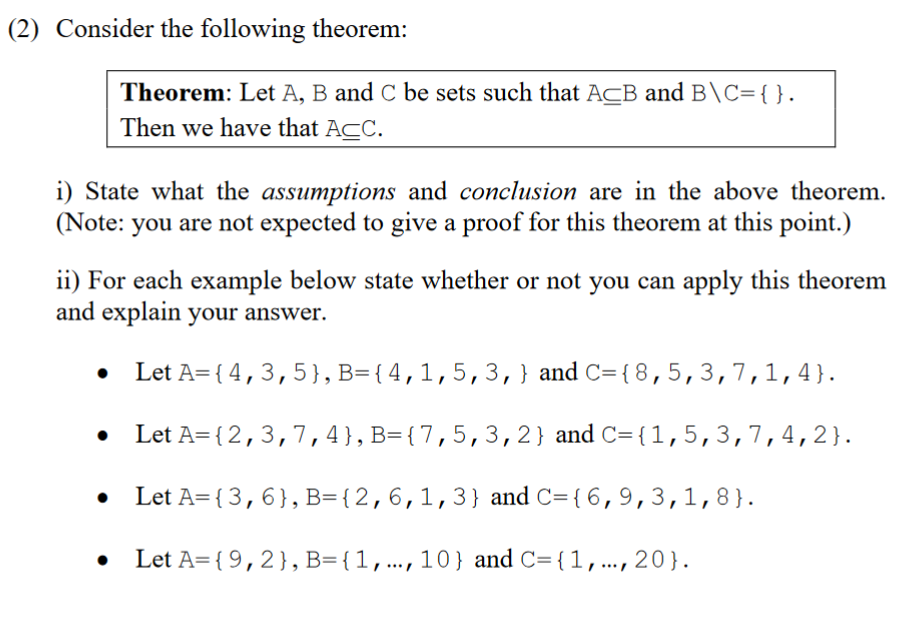 (2) Consider the following theorem:
Theorem: Let A, B and C be sets such that A⊆B and B\C={}.
Then we have that A⊆C.
i) State what the assumptions and conclusion are in the above theorem.
(Note: you are not expected to give a proof for this theorem at this point.)
ii) For each example below state whether or not you can apply this theorem
and explain your answer.
• Let A={4,3,5}, B={4,1,5,3,} and C={8,5,3,7,1,4}.
• Let A={2,3,7,4}, B={7,5,3,2} and C={1,5,3,7,4,2}.
• Let A={3,6}, B={2,6,1,3} and C={6,9,3,1,8}.
• Let A={9,2}, B={1,…,10} and C={1,…,20}.